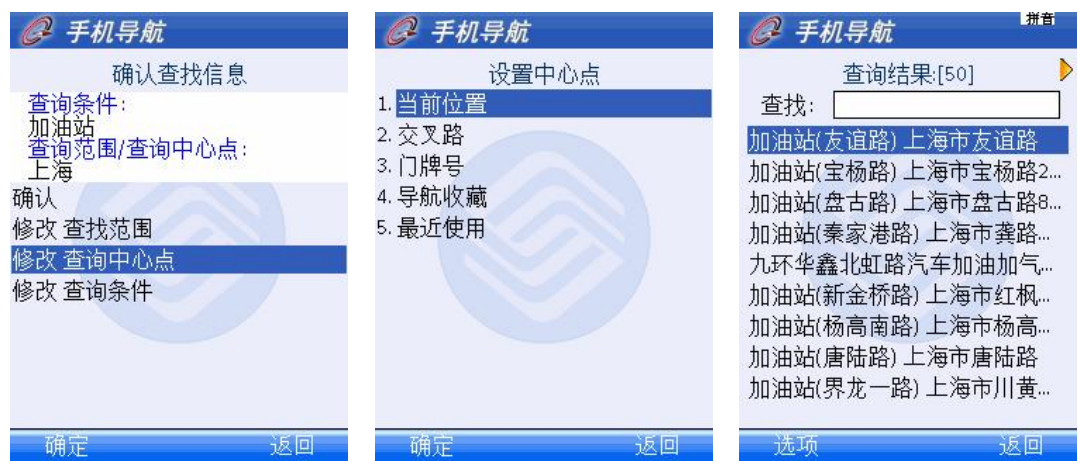 手机导航
确认查找信息
查询条件:
加油站
查询范围/查询中心点:
上海
确认
修改 查找范围
修改 查询中心点
修改 查询条件
确定 返回
手机导航
设置中心点
1. 当前位置
2. 交叉路
3. 门牌号
4. 导航收藏
5. 最近使用
确定 返回
拼音
手机导航
查询结果:[50]
查找:
加油站(友谊路) 上海市友谊路
加油站(宝杨路) 上海市宝杨路2...
加油站(盘古路) 上海市盘古路8...
加油站(秦家港路) 上海市龚路...
九环华鑫北虹路汽车加油加气...
加油站(新金桥路) 上海市红枫...
加油站(杨高南路) 上海市杨高...
加油站(唐陆路) 上海市唐陆路
加油站(界龙一路) 上海市川黄...
选项 返回